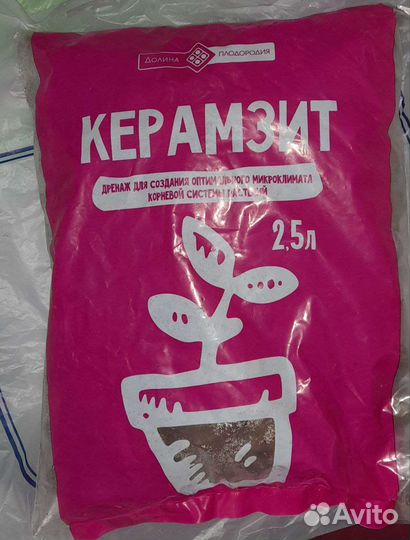 ДОЛИНА ПЛОДОРОДИЯ
КЕРАМЗИТ
ДРЕНАЖ ДЛЯ СОЗДАНИЯ ОПТИМАЛЬНОГО МИКРОКЛИМАТА
КОРНЕВОЙ СИСТЕМЫ РАСТЕНИЙ
2,5л
Avito